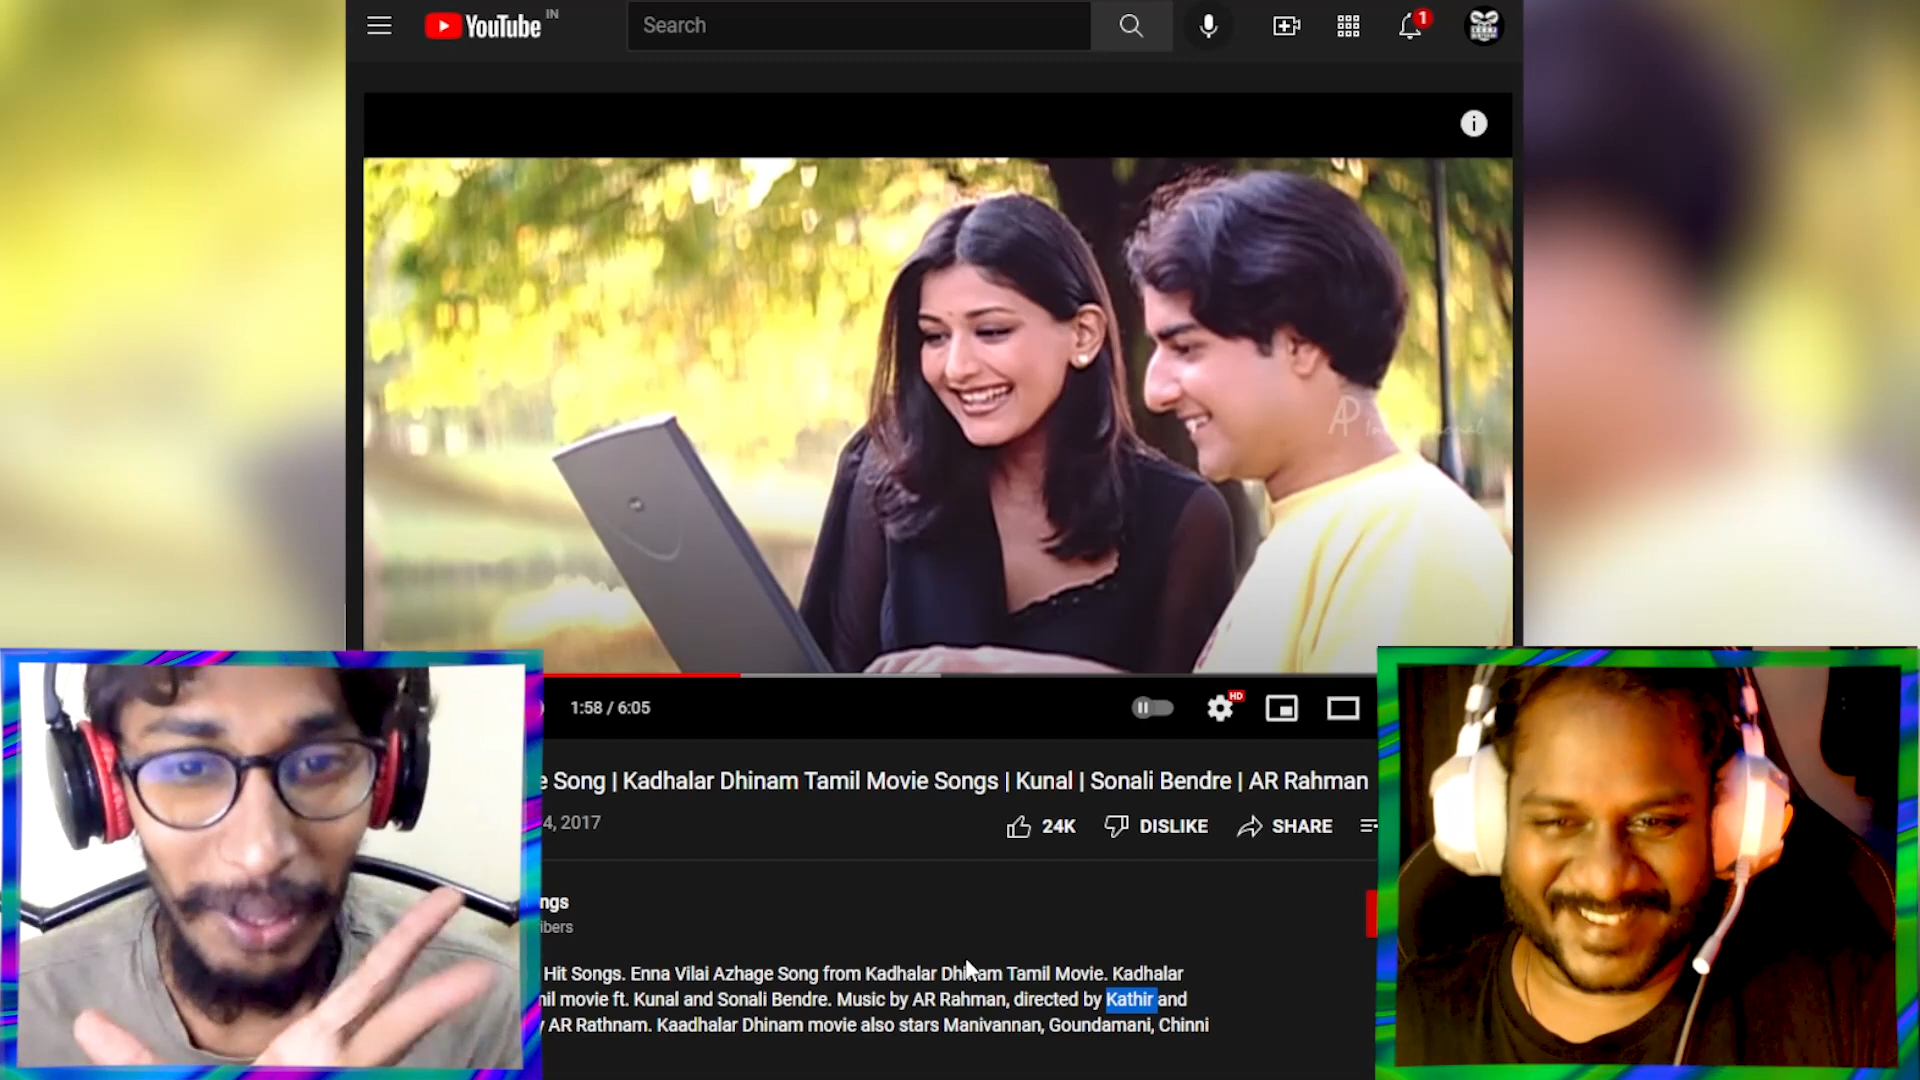 YouTube IN
Search
1
AP International
HD
1:58 / 6:05
e Song | Kadhalar Dhinam Tamil Movie Songs | Kunal | Sonali Bendre | AR Rahman
4, 2017
24K DISLIKE SHARE
ngs
ibers
Hit Songs. Enna Vilai Azhage Song from Kadhalar Dhinam Tamil Movie. Kadhalar
nil movie ft. Kunal and Sonali Bendre. Music by AR Rahman, directed by Kathir and
y AR Rathnam. Kaadhalar Dhinam movie also stars Manivannan, Goundamani, Chinni